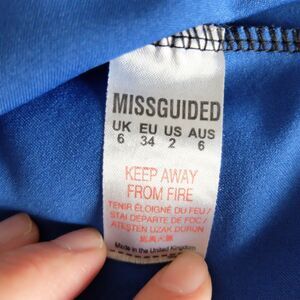 MISSGUIDED
UK EU US AUS
6 34 2 6
KEEP AWAY
FROM FIRE
TENIR ÉLOIGNÉ DU FEU /
STAI DEPARTE DE FOC /
ATEŞTEN UZAK DURUN
Made in the United Kingdom